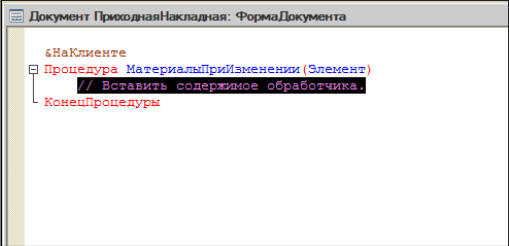 Документ ПриходнаяНакладная: ФормаДокумента
&НаКлиенте
Процедура МатериалыПриИзменении(Элемент)
// Вставить содержимое обработчика.
КонецПроцедуры